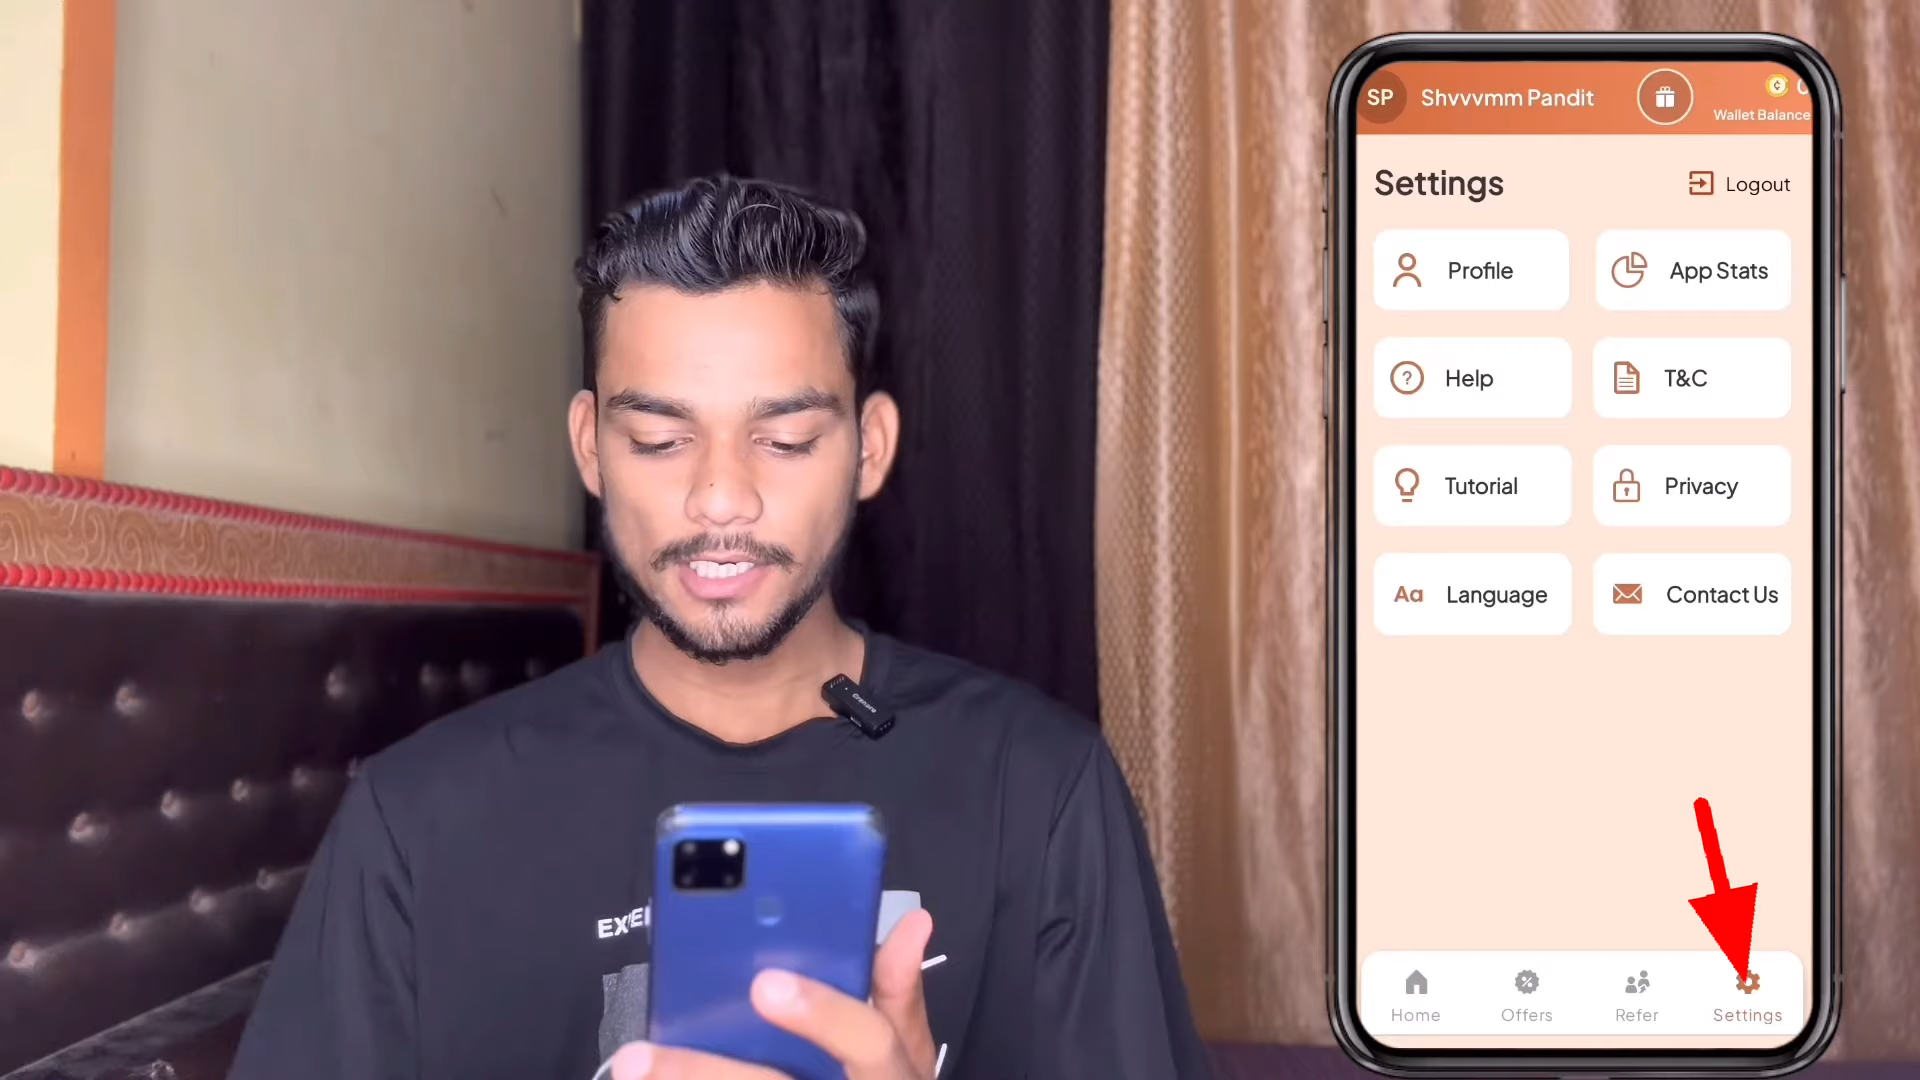 SP
Shvvvmm Pandit
Wallet Balance
Settings
Logout
Profile
App Stats
Help
T&C
Tutorial
Privacy
Aa
Language
Contact Us
Home
Offers
Refer
Settings